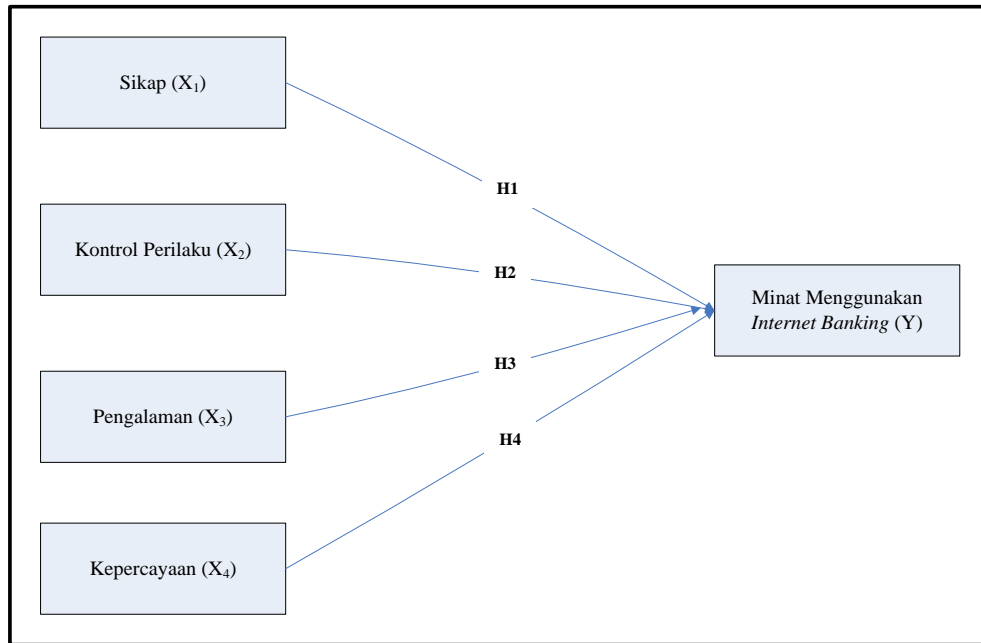 Sikap (X₁)
H1
Kontrol Perilaku (X₂)
H2
Minat Menggunakan
Internet Banking (Y)
H3
Pengalaman (X₃)
H4
Kepercayaan (X₄)